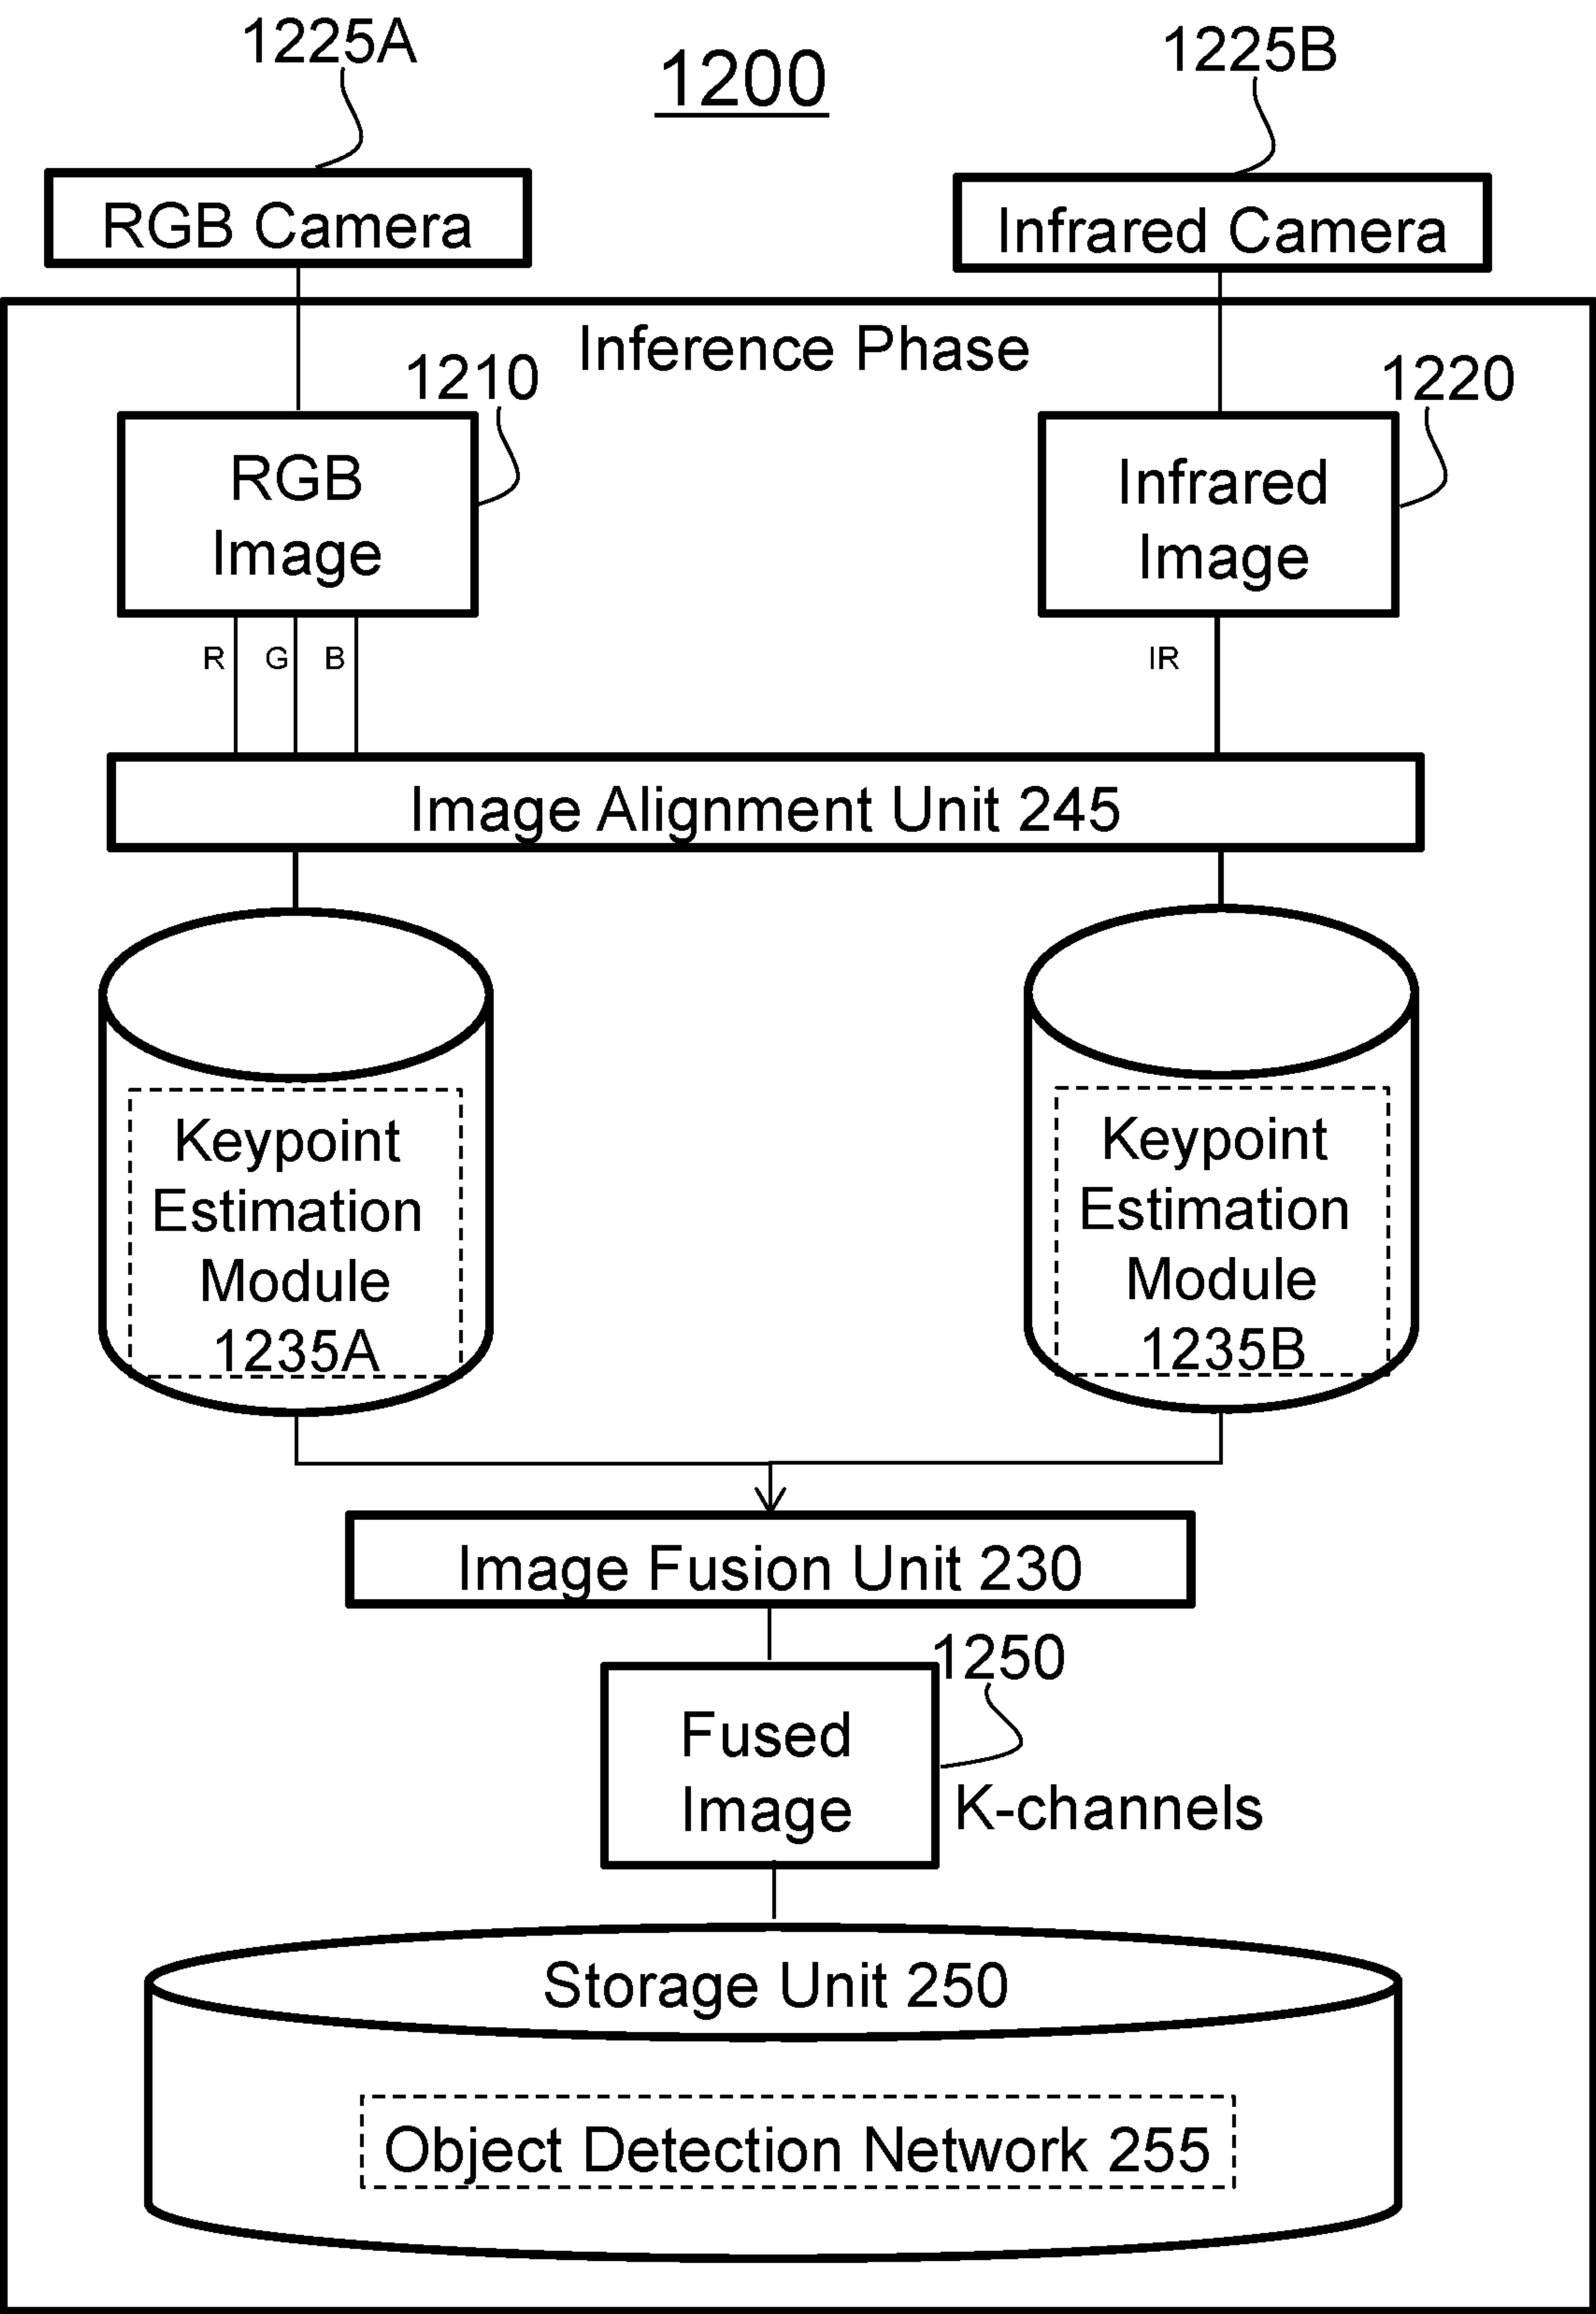 1225A
1200
1225B
RGB Camera
Infrared Camera
Inference Phase
1210
1220
RGB
Image
Infrared
Image
R G B
IR
Image Alignment Unit 245
Keypoint
Estimation
Module
1235A
Keypoint
Estimation
Module
1235B
Image Fusion Unit 230
1250
Fused
Image
K-channels
Storage Unit 250
Object Detection Network 255